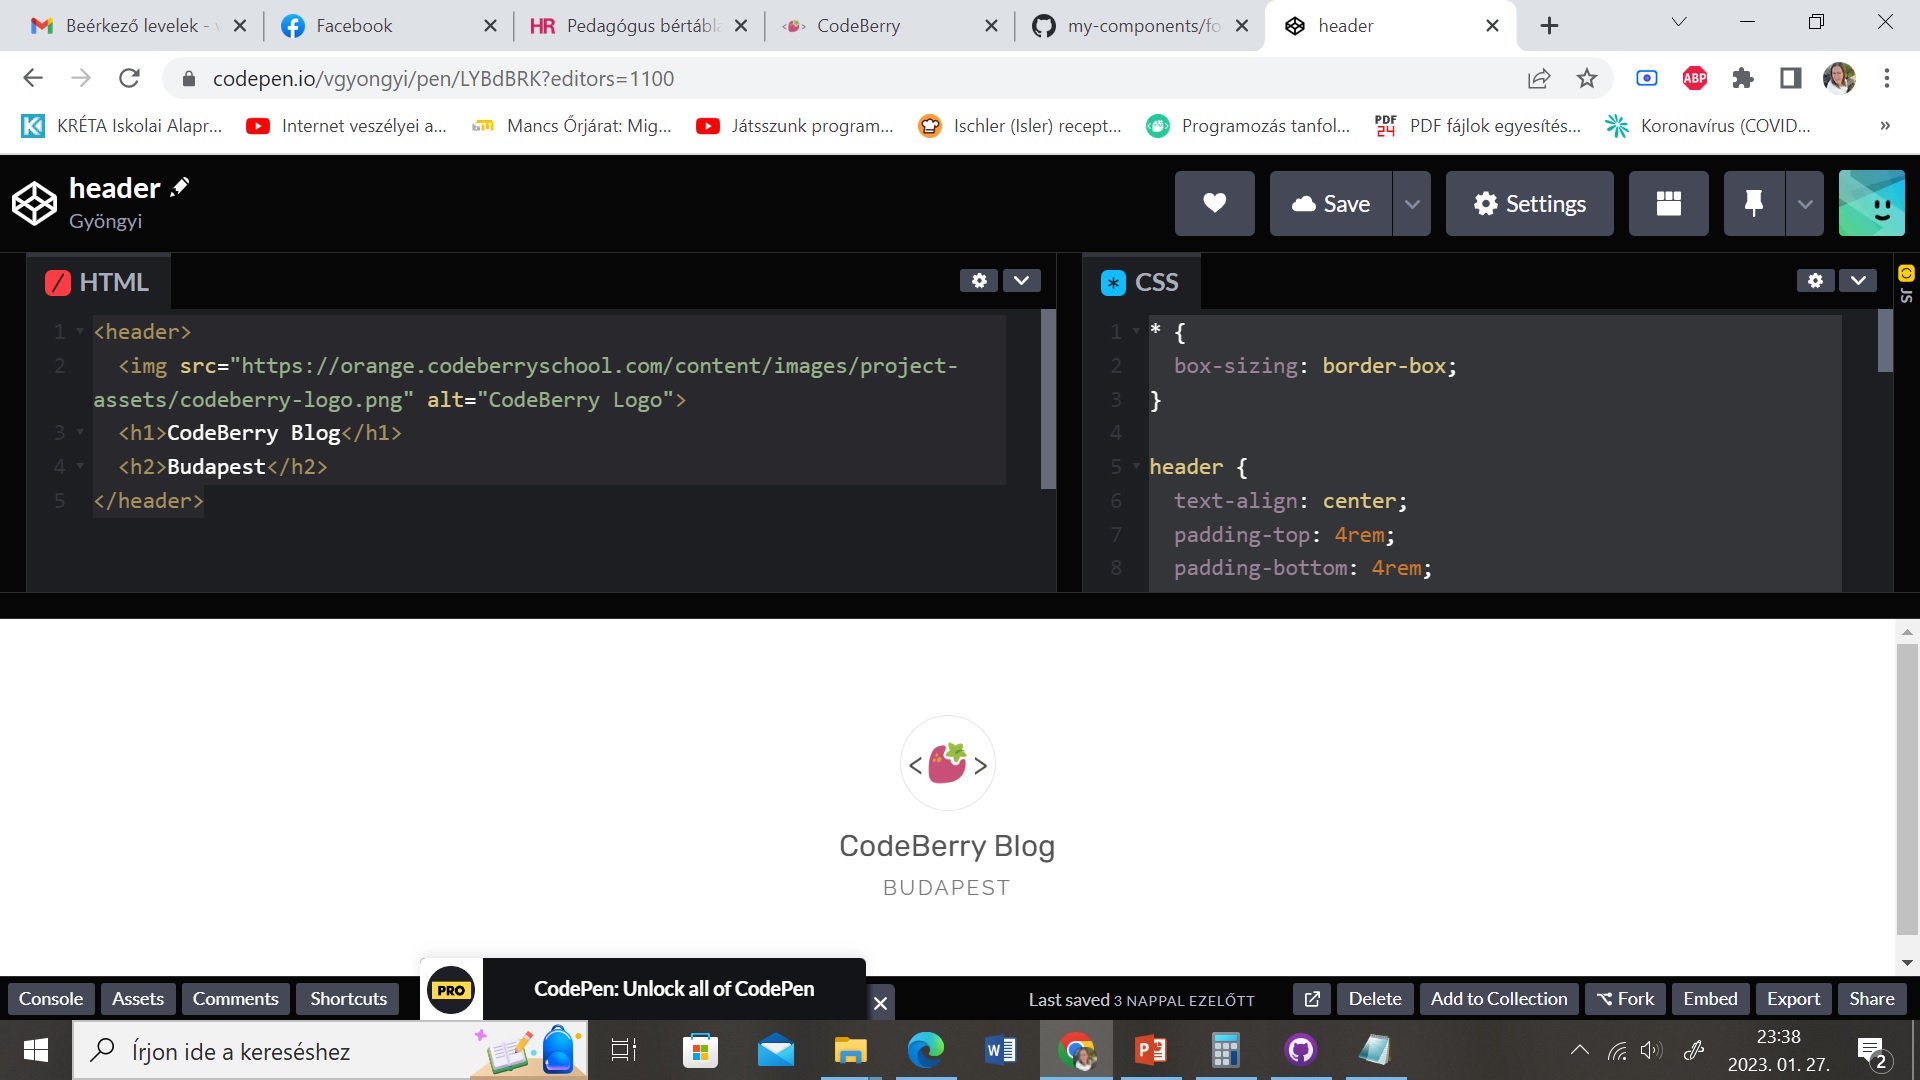 Beérkező levelek -
Facebook
HR Pedagógus bértábla
CodeBerry
my-components/fo
header
codepen.io/vgyongyi/pen/LYBdBRK?editors=1100
ABP
KRÉTA Iskolai Alapr...
Internet veszélyei a...
Mancs Őrjárat: Mig...
Játsszunk program...
Ischler (Isler) recept...
Programozás tanfol...
PDF 24 PDF fájlok egyesítés...
Koronavírus (COVID...
»
header
Gyöngyi
Save
Settings
HTML
1 <header>
2 <img src="https://orange.codeberryschool.com/content/images/project-
assets/codeberry-logo.png" alt="CodeBerry Logo">
3 <h1>CodeBerry Blog</h1>
4 <h2>Budapest</h2>
5 </header>
CSS
JS
1 * {
2 box-sizing: border-box;
3 }
4
5 header {
6 text-align: center;
7 padding-top: 4rem;
8 padding-bottom: 4rem;
< >
CodeBerry Blog
BUDAPEST
Console Assets Comments Shortcuts
PRO CodePen: Unlock all of CodePen
Last saved 3 NAPPAL EZELŐTT
Delete Add to Collection Fork Embed Export Share
Írjon ide a kereséshez
23:38
2023. 01. 27.
2